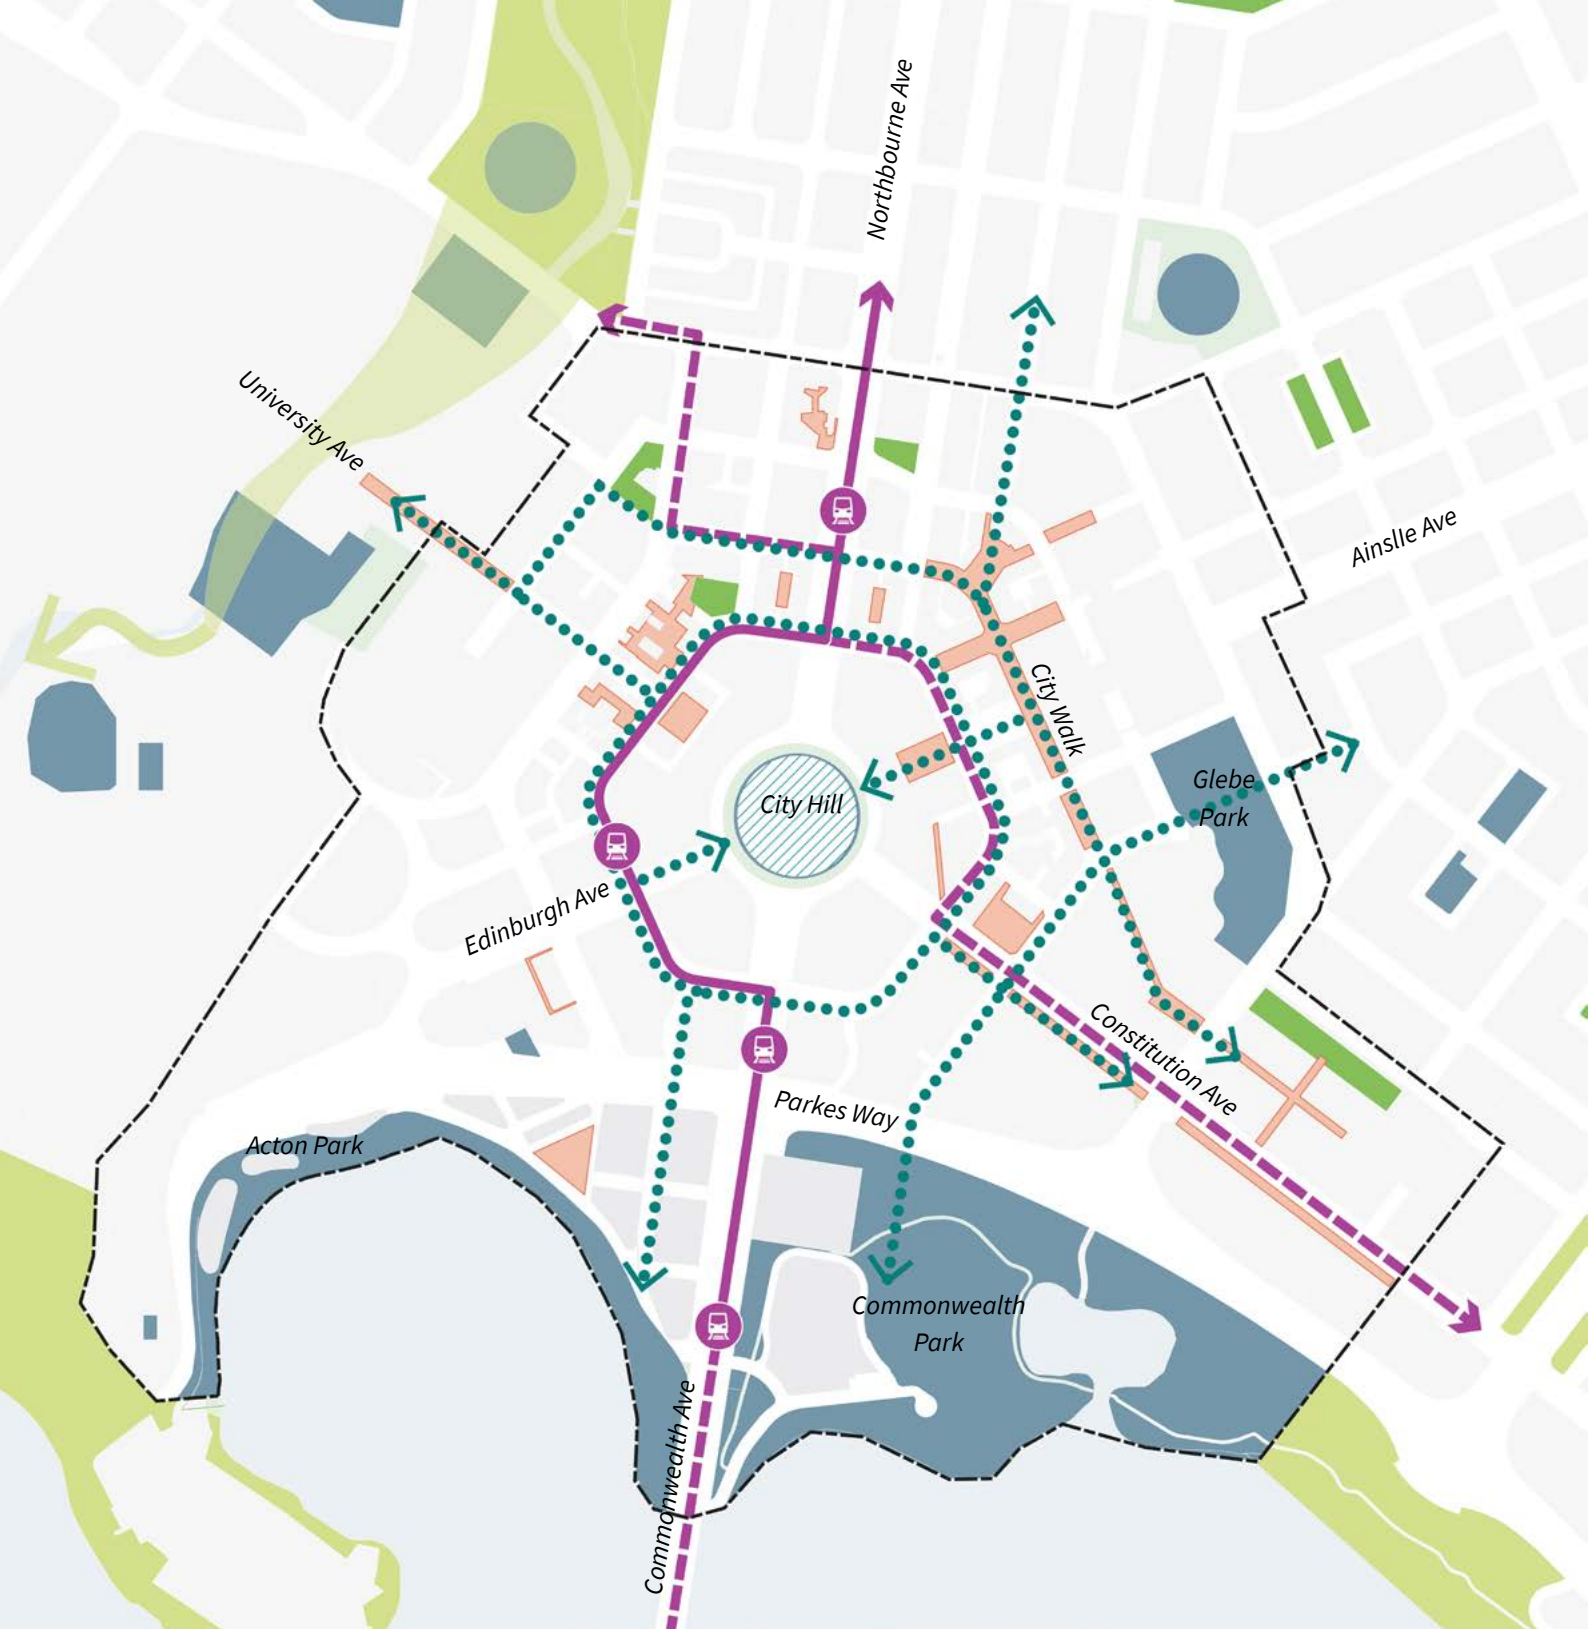 Northbourne Ave
University Ave
Ainslle Ave
City Walk
Glebe
Park
City Hill
Edinburgh Ave
Constitution Ave
Parkes Way
Acton Park
Commonwealth
Park
Commonwealth Ave